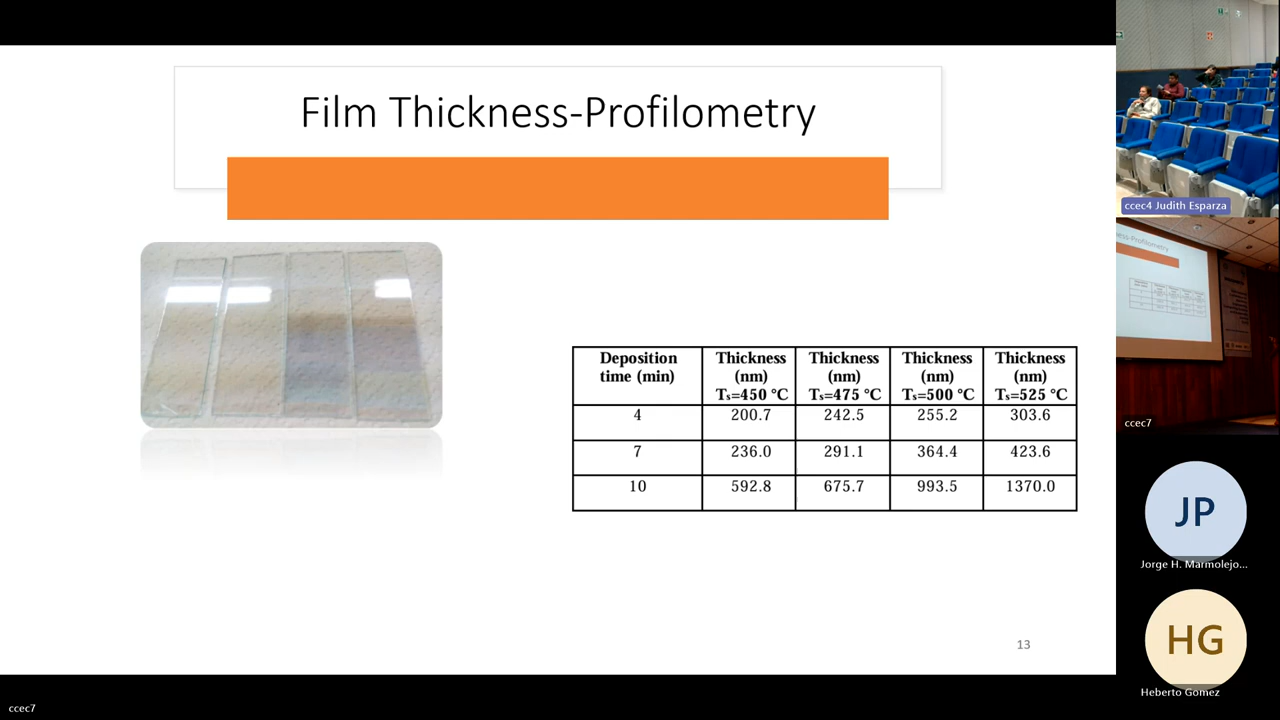 Film Thickness-Profilometry
Deposition time (min) Thickness (nm) Tₛ=450 °C Thickness (nm) Tₛ=475 °C Thickness (nm) Tₛ=500 °C Thickness (nm) Tₛ=525 °C
4 200.7 242.5 255.2 303.6
7 236.0 291.1 364.4 423.6
10 592.8 675.7 993.5 1370.0
13
ccec7
ccec4 Judith Esparza
ess-Profilometry
ccec7
JP
Jorge H. Marmolejo...
HG
Heberto Gomez